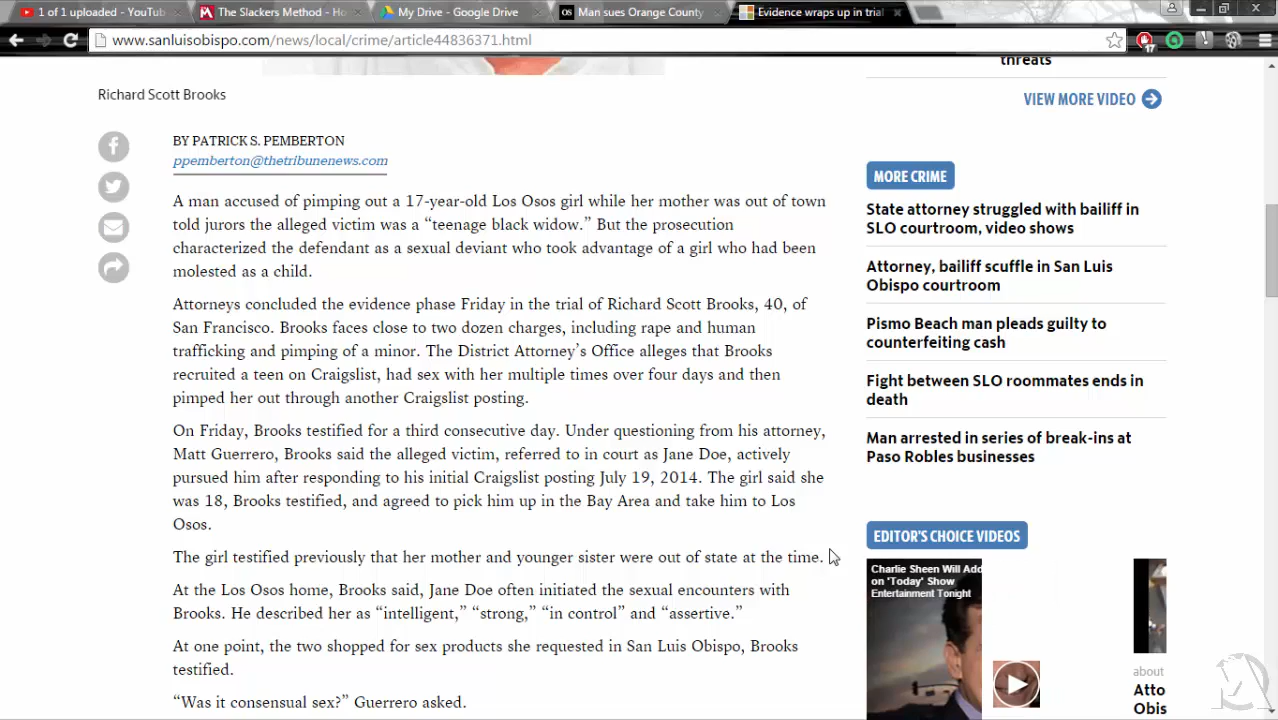 1 of 1 uploaded - YouTub
The Slackers Method - Ho
My Drive - Google Drive
Man sues Orange County
Evidence wraps up in trial
www.sanluisobispo.com/news/local/crime/article44836371.html
17
Richard Scott Brooks
BY PATRICK S. PEMBERTON
ppemberton@thetribunenews.com
A man accused of pimping out a 17-year-old Los Osos girl while her mother was out of town
told jurors the alleged victim was a “teenage black widow.” But the prosecution
characterized the defendant as a sexual deviant who took advantage of a girl who had been
molested as a child.
Attorneys concluded the evidence phase Friday in the trial of Richard Scott Brooks, 40, of
San Francisco. Brooks faces close to two dozen charges, including rape and human
trafficking and pimping of a minor. The District Attorney’s Office alleges that Brooks
recruited a teen on Craigslist, had sex with her multiple times over four days and then
pimped her out through another Craigslist posting.
On Friday, Brooks testified for a third consecutive day. Under questioning from his attorney,
Matt Guerrero, Brooks said the alleged victim, referred to in court as Jane Doe, actively
pursued him after responding to his initial Craigslist posting July 19, 2014. The girl said she
was 18, Brooks testified, and agreed to pick him up in the Bay Area and take him to Los
Osos.
The girl testified previously that her mother and younger sister were out of state at the time.
At the Los Osos home, Brooks said, Jane Doe often initiated the sexual encounters with
Brooks. He described her as “intelligent,” “strong,” “in control” and “assertive.”
At one point, the two shopped for sex products she requested in San Luis Obispo, Brooks
testified.
“Was it consensual sex?” Guerrero asked.
threats
VIEW MORE VIDEO
MORE CRIME
State attorney struggled with bailiff in
SLO courtroom, video shows
Attorney, bailiff scuffle in San Luis
Obispo courtroom
Pismo Beach man pleads guilty to
counterfeiting cash
Fight between SLO roommates ends in
death
Man arrested in series of break-ins at
Paso Robles businesses
EDITOR'S CHOICE VIDEOS
Charlie Sheen Will Add
on 'Today' Show
Entertainment Tonight
about
Atto
Obis